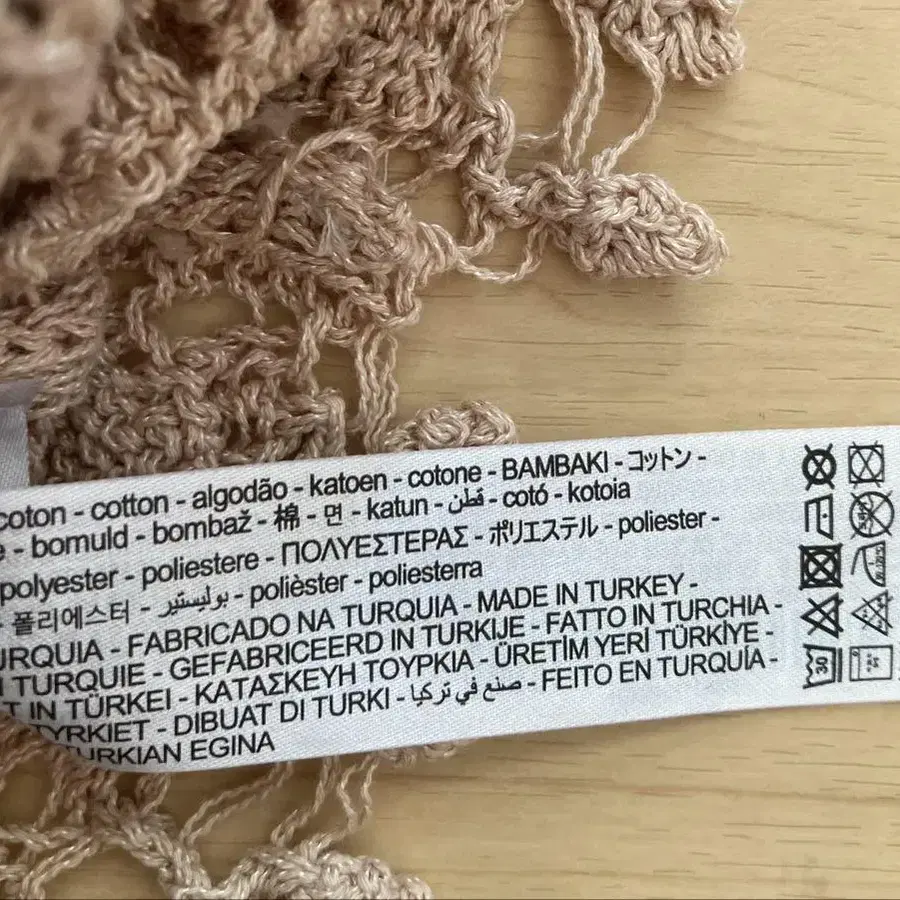 coton - cotton - algodão - katoen - cotone - BAMBAKI - コットン -
- bomuld - bombaž - 棉 - 면 - katun - قطن - cotó - kotoia
polyester - poliestere - ΠΟΛΥΕΣΤΕΡΑΣ - ポリエステル - poliester -
- 폴리에스터 - بوليستير - polièster - poliesterra
- FABRICADO NA TURQUIA - MADE IN TURKEY -
TURQUIE - GEFABRICEERD IN TURKIJE - FATTO IN TURCHIA -
IN TÜRKEI - ΚΑΤΑΣΚΕΥΗ ΤΟΥΡΚΙΑ - ÜRETİM YERİ TÜRKİYE -
- DIBUAT DI TURKI - صنع في تركيا - FEITO EN TURQUÍA -
EGINA
30